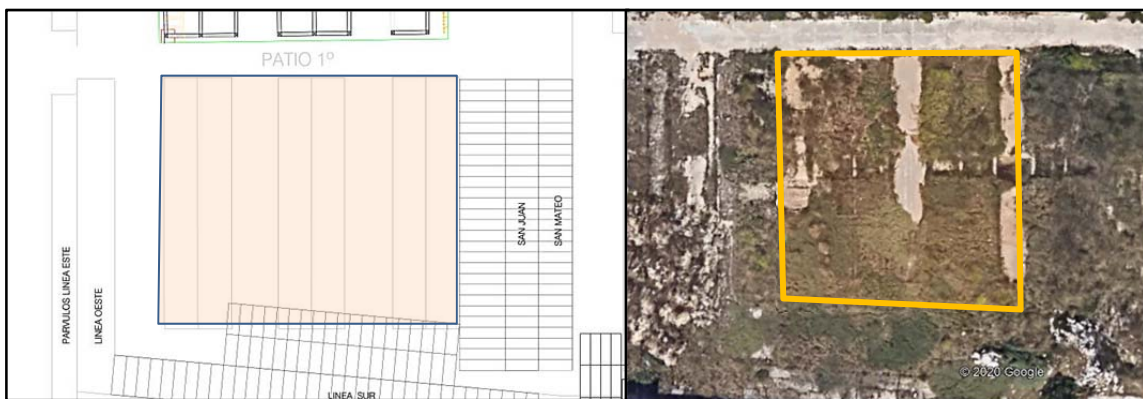 PATIO 1º
PARVULOS LINEA ESTE
LINEA OESTE
SAN JUAN
SAN MATEO
LINEA SUR
© 2020 Google